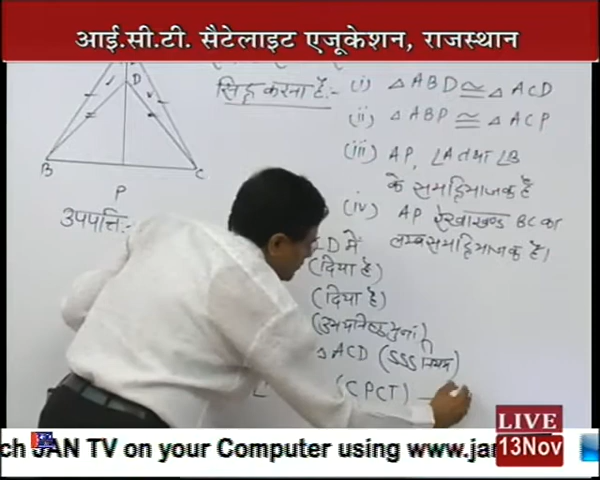 आई.सी.टी. सैटेलाइट एजूकेशन, राजस्थान
D
B
C
P
उपपत्ति:-
सिद्ध करना है:- (i) △ ABD ≅ △ ACD
(ii) △ ABP ≅ △ ACP
(iii) AP, ∠A तथा ∠B
के समद्विभाजक है
(iv) AP रेखाखण्ड BC का
लम्ब समद्विभाजक है।
D में
(दिया है)
(दिया है)
(उभयनिष्ठ भुजा)
△ ACD (SSS नियम)
(CPCT)
LIVE
13Nov
ch JAN TV on your Computer using www.jan